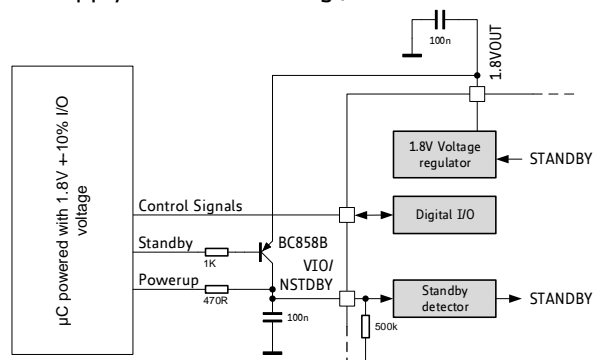 100n
1.8VOUT
µC powered with 1.8V +-10% I/O
voltage
1.8V Voltage
regulator
STANDBY
Control Signals
Digital I/O
Standby
1K
BC858B
VIO/
NSTDBY
Powerup
470R
Standby
detector
STANDBY
100n
500k